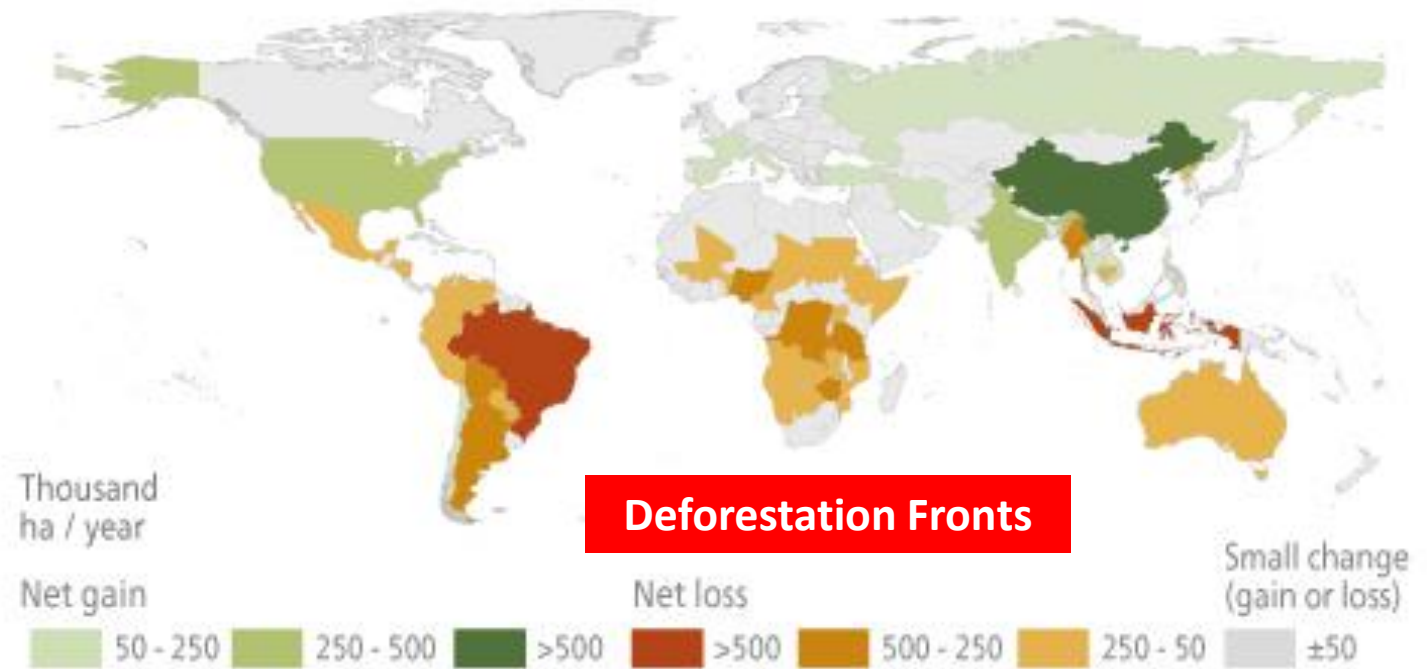 Deforestation Fronts
Thousand
ha / year
Net gain
50 - 250
250 - 500
>500
Net loss
>500
500 - 250
250 - 50
Small change
(gain or loss)
±50